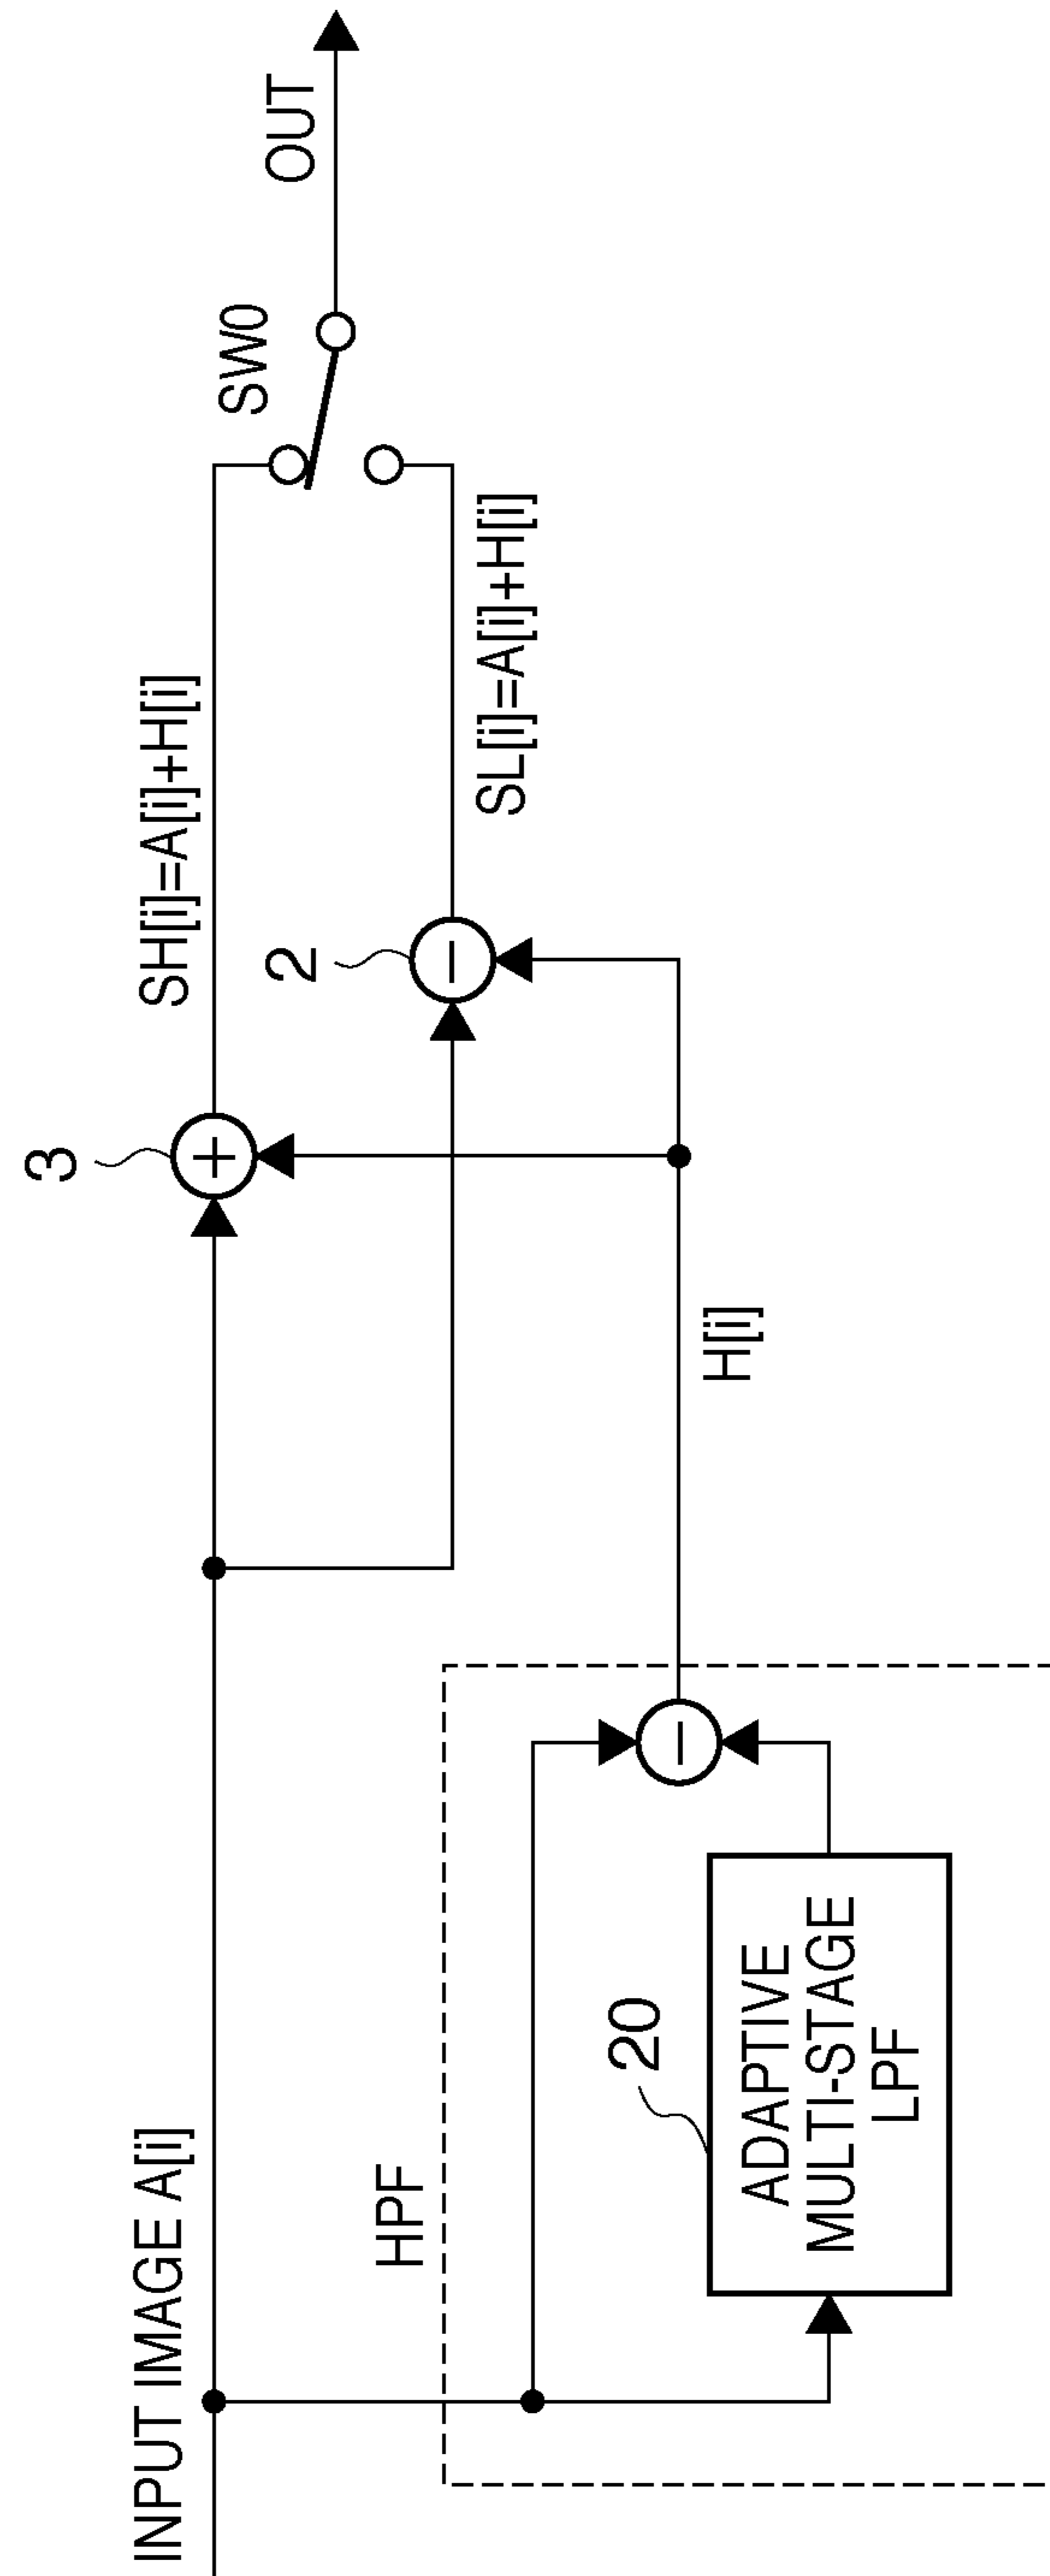 INPUT IMAGE A[i]
3
SH[i]=A[i]+H[i]
SW0
OUT
2
SL[i]=A[i]+H[i]
HPF
H[i]
20
ADAPTIVE
MULTI-STAGE
LPF
+
−
−